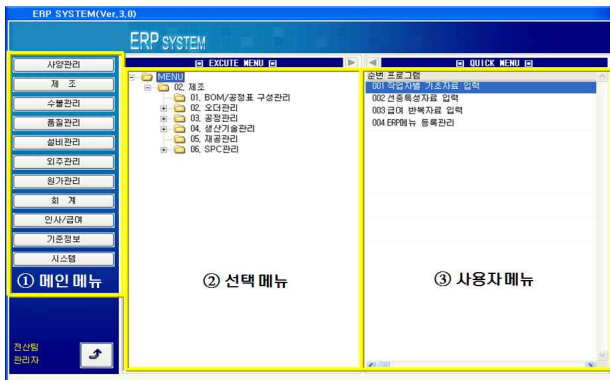 ERP SYSTEM(Ver.3.0)
ERP SYSTEM
EXCUTE MENU
QUICK MENU
사양관리
제 조
수불관리
품질관리
설비관리
외주관리
원가관리
회 계
인사/급여
기준정보
시스템
① 메인 메뉴
전산팀
관리자
MENU
02. 제조
01. BOM/공정표 구성관리
02. 오더관리
03. 공정관리
04. 생산기술관리
05. 재공관리
06. SPC관리
② 선택 메뉴
순번 프로그램
001 작업자별 기초자료 입력
002 선종특성자료 입력
003 급여 반복자료 입력
004 ERP메뉴 등록관리
③ 사용자 메뉴